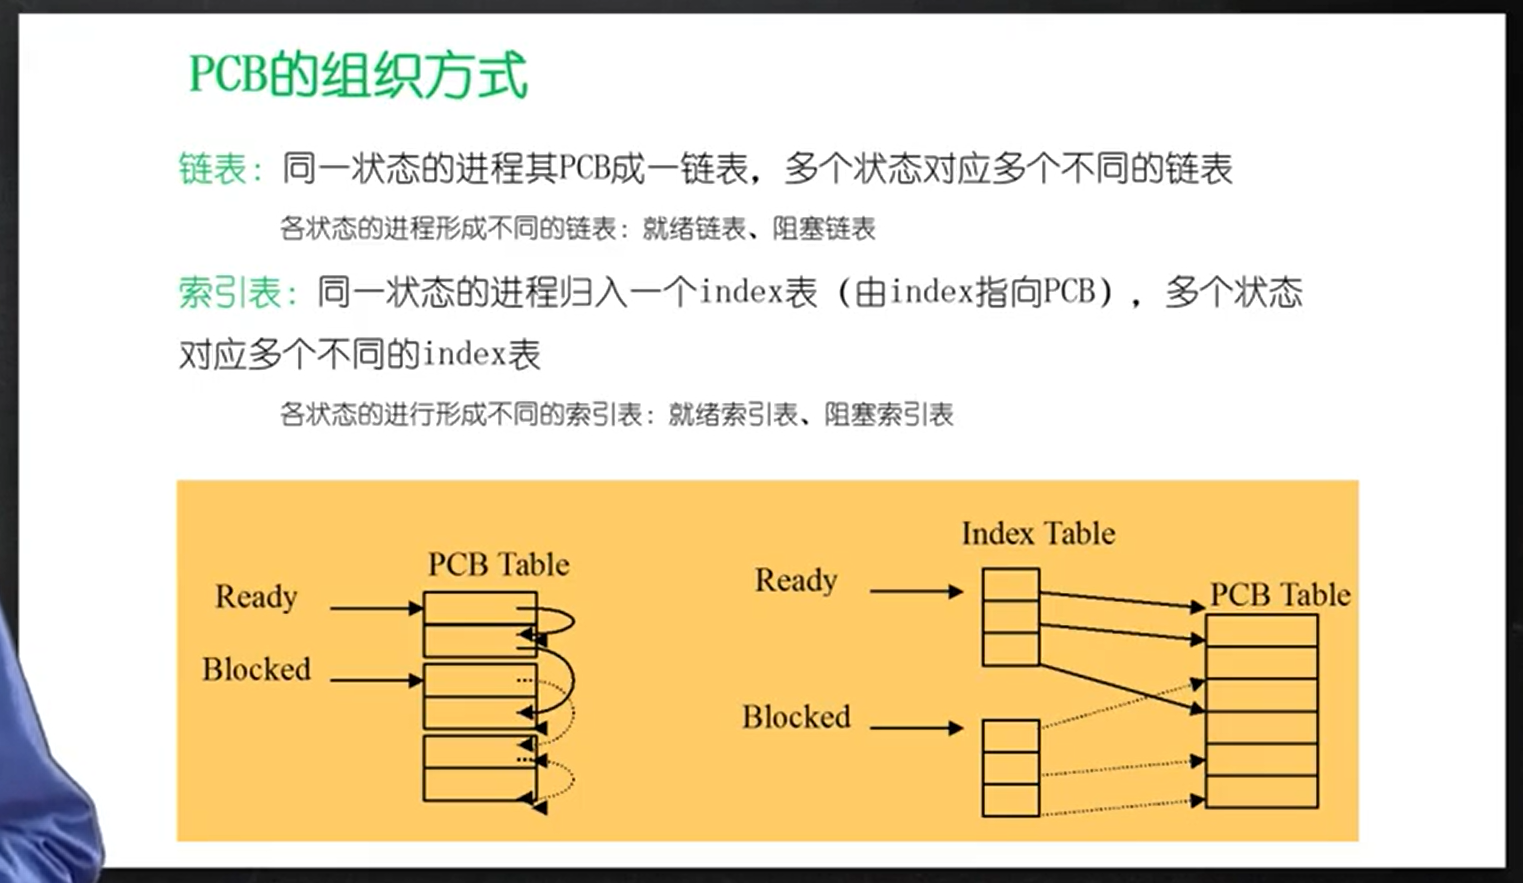 PCB的组织方式
链表：同一状态的进程其PCB成一链表，多个状态对应多个不同的链表
各状态的进程形成不同的链表：就绪链表、阻塞链表
索引表：同一状态的进程归入一个index表（由index指向PCB），多个状态
对应多个不同的index表
各状态的进行形成不同的索引表：就绪索引表、阻塞索引表
PCB Table
Ready
Blocked
Index Table
Ready
PCB Table
Blocked